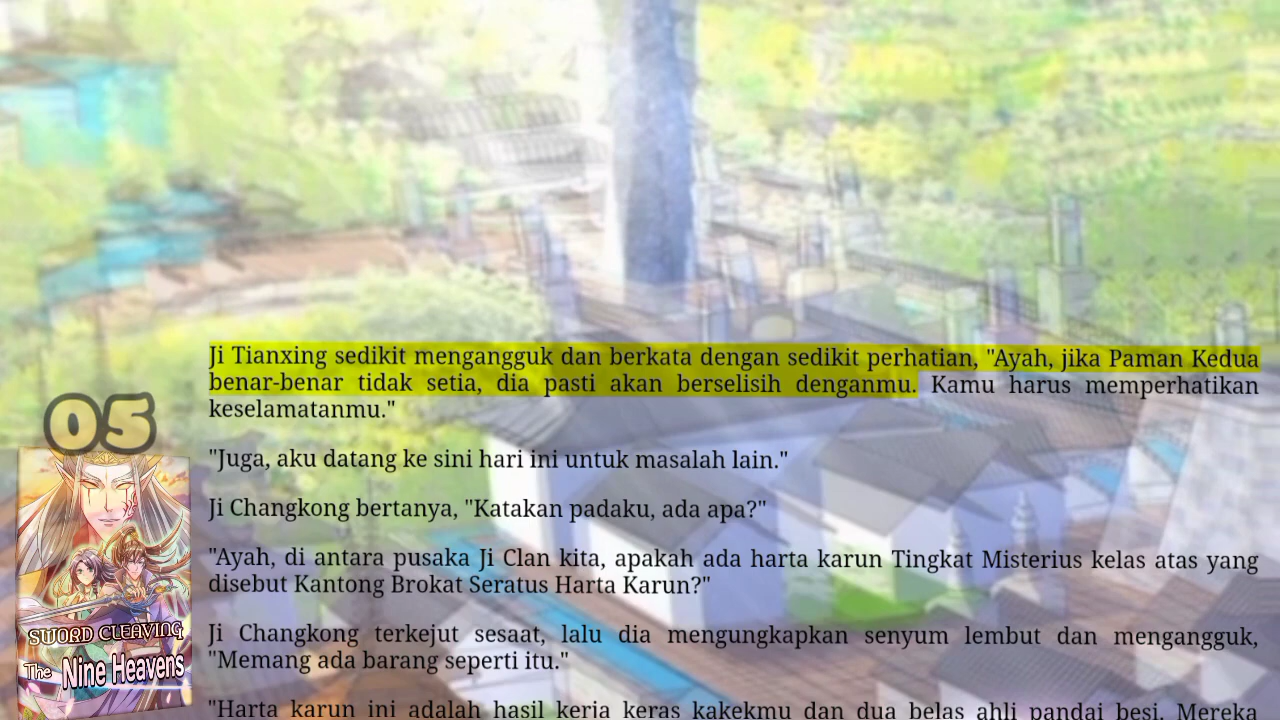 Ji Tianxing sedikit mengangguk dan berkata dengan sedikit perhatian, "Ayah, jika Paman Kedua
benar-benar tidak setia, dia pasti akan berselisih denganmu. Kamu harus memperhatikan
keselamatanmu."
"Juga, aku datang ke sini hari ini untuk masalah lain."
Ji Changkong bertanya, "Katakan padaku, ada apa?"
"Ayah, di antara pusaka Ji Clan kita, apakah ada harta karun Tingkat Misterius kelas atas yang
disebut Kantong Brokat Seratus Harta Karun?"
Ji Changkong terkejut sesaat, lalu dia mengungkapkan senyum lembut dan mengangguk,
"Memang ada barang seperti itu."
"Harta karun ini adalah hasil kerja keras kakekmu dan dua belas ahli pandai besi. Mereka
05
SWORD CLEAVING
The Nine Heavens